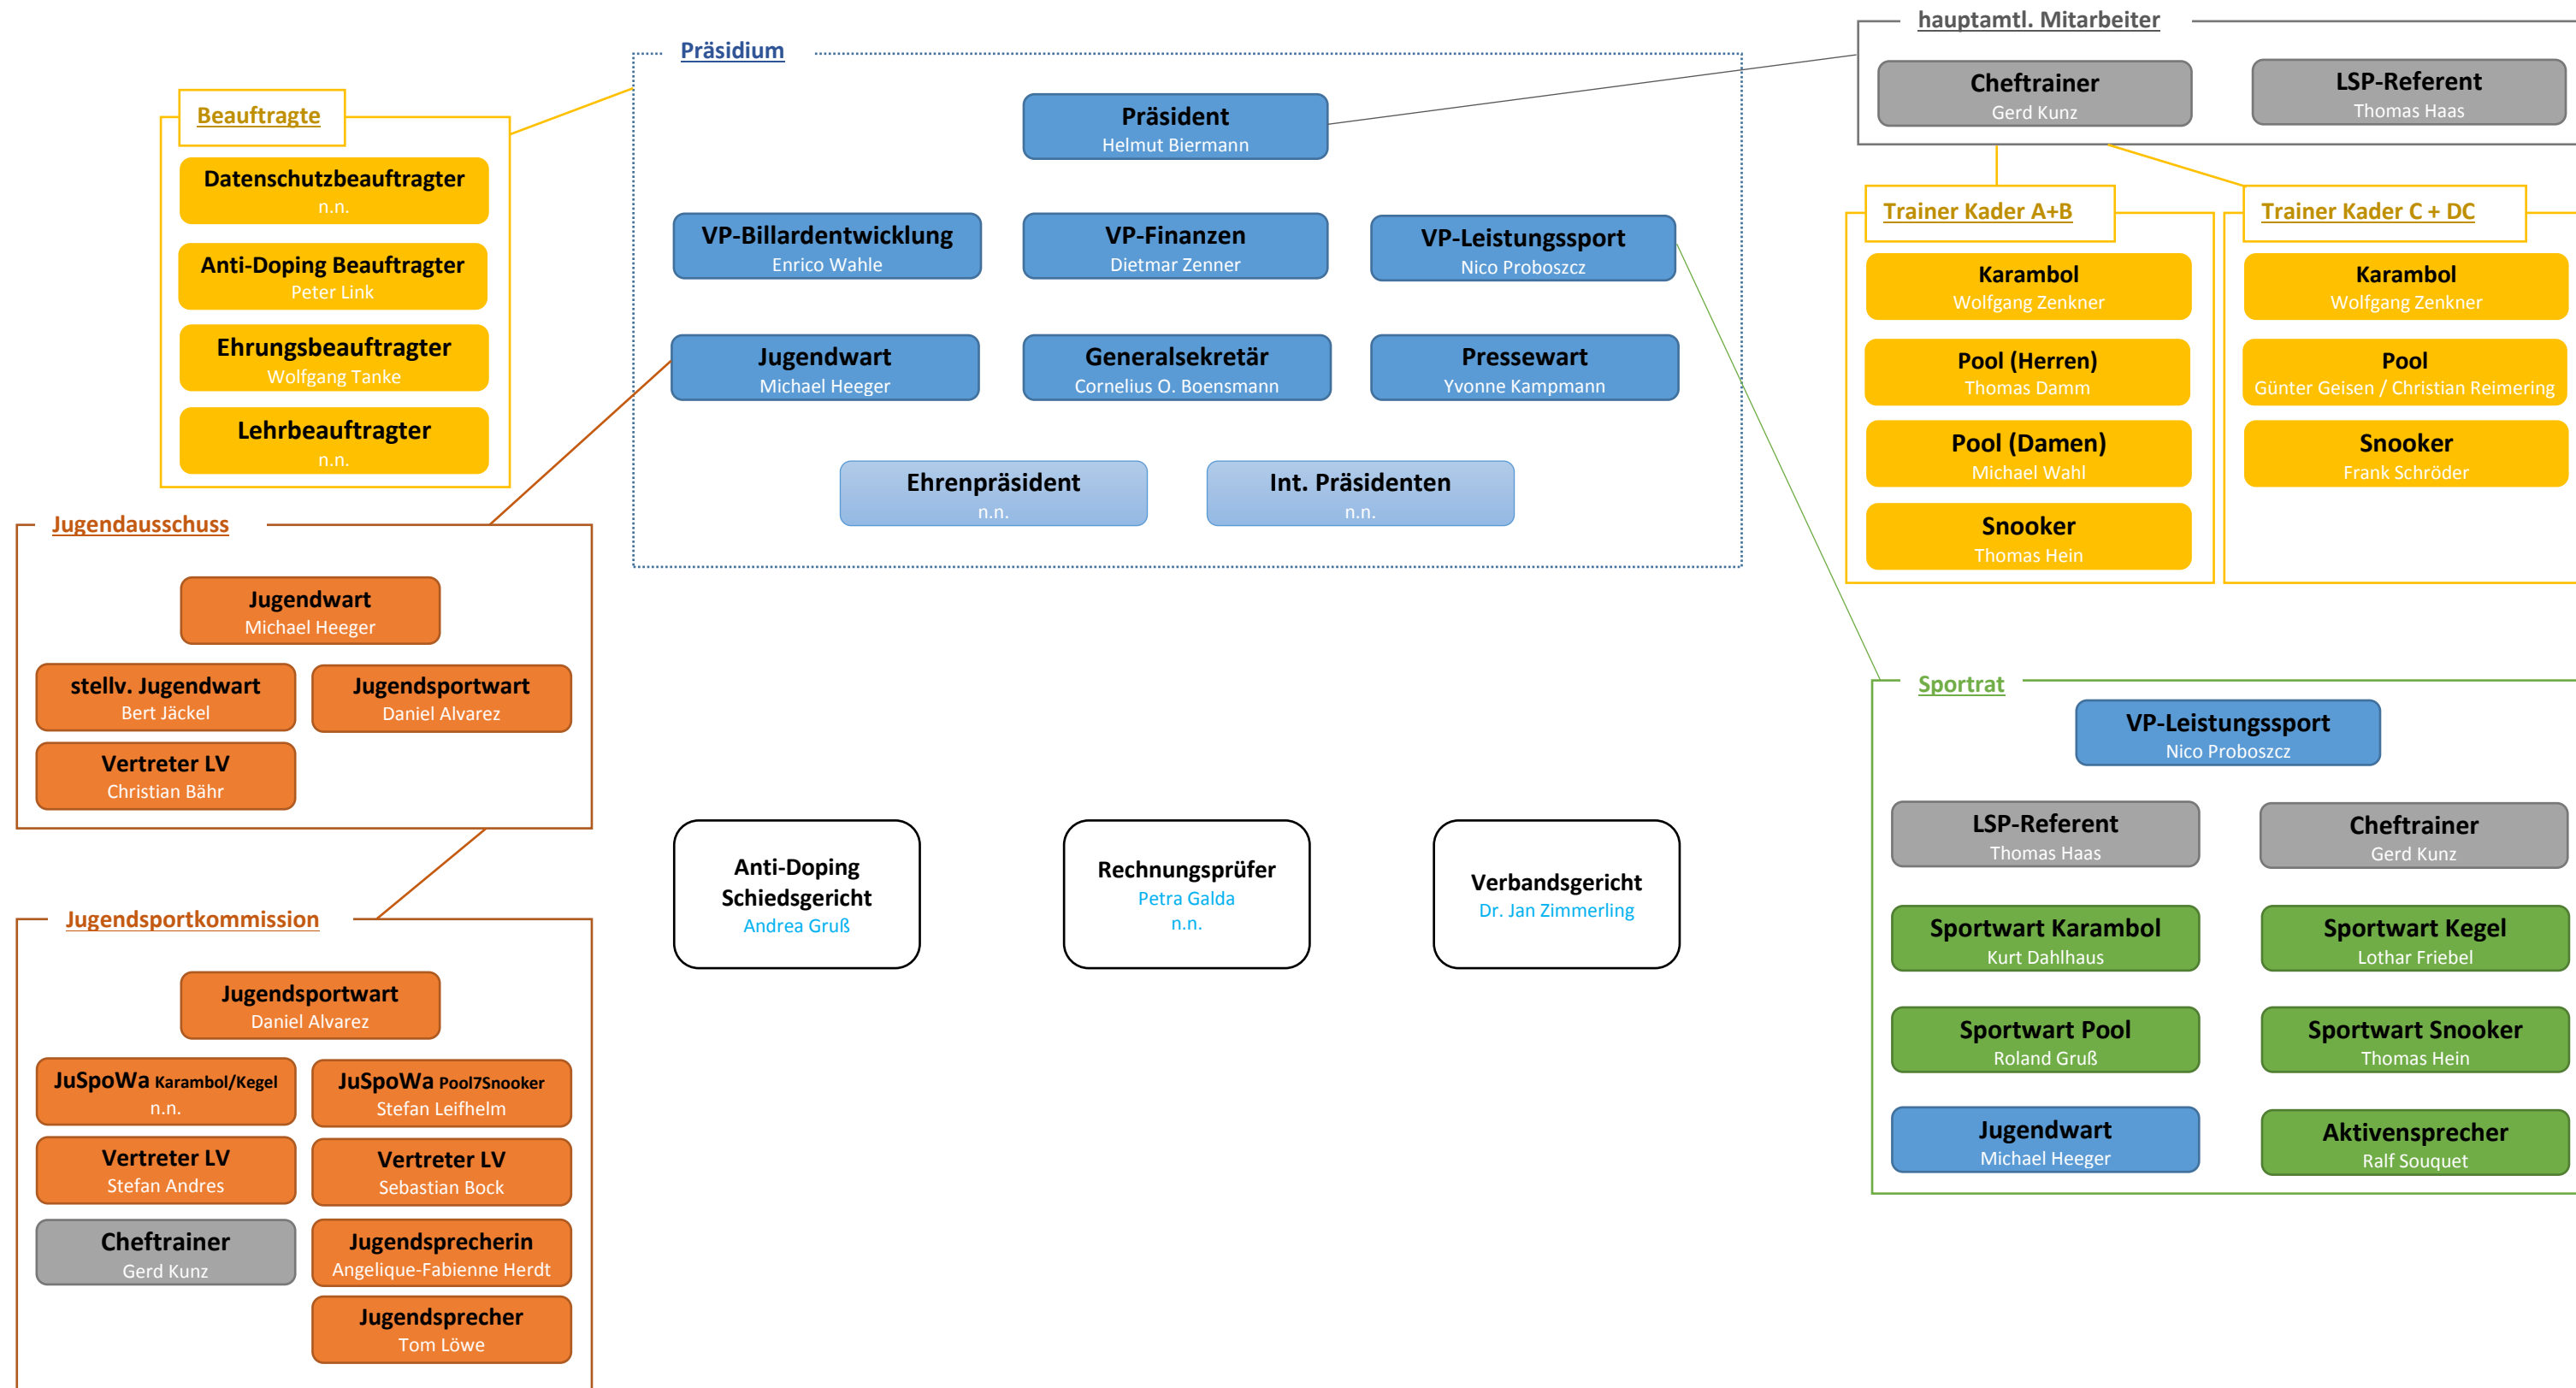 Beauftragte
Datenschutzbeauftragter
n.n.
Anti-Doping Beauftragter
Peter Link
Ehrungsbeauftragter
Wolfgang Tanke
Lehrbeauftragter
n.n.
Präsidium
Präsident
Helmut Biermann
VP-Billardentwicklung
Enrico Wahle
VP-Finanzen
Dietmar Zenner
VP-Leistungssport
Nico Proboszcz
Jugendwart
Michael Heeger
Generalsekretär
Cornelius O. Boensmann
Pressewart
Yvonne Kampmann
Ehrenpräsident
n.n.
Int. Präsidenten
n.n.
hauptamtl. Mitarbeiter
Cheftrainer
Gerd Kunz
LSP-Referent
Thomas Haas
Trainer Kader A+B
Karambol
Wolfgang Zenkner
Pool (Herren)
Thomas Damm
Pool (Damen)
Michael Wahl
Snooker
Thomas Hein
Trainer Kader C + DC
Karambol
Wolfgang Zenkner
Pool
Günter Geisen / Christian Reimering
Snooker
Frank Schröder
Jugendausschuss
Jugendwart
Michael Heeger
stellv. Jugendwart
Bert Jäckel
Jugendsportwart
Daniel Alvarez
Vertreter LV
Christian Bähr
Jugendsportkommission
Jugendsportwart
Daniel Alvarez
JuSpoWa Karambol/Kegel
n.n.
JuSpoWa Pool7Snooker
Stefan Leifhelm
Vertreter LV
Stefan Andres
Vertreter LV
Sebastian Bock
Cheftrainer
Gerd Kunz
Jugendsprecherin
Angelique-Fabienne Herdt
Jugendsprecher
Tom Löwe
Anti-Doping
Schiedsgericht
Andrea Gruß
Rechnungsprüfer
Petra Galda
n.n.
Verbandsgericht
Dr. Jan Zimmerling
Sportrat
VP-Leistungssport
Nico Proboszcz
LSP-Referent
Thomas Haas
Cheftrainer
Gerd Kunz
Sportwart Karambol
Kurt Dahlhaus
Sportwart Kegel
Lothar Friebel
Sportwart Pool
Roland Gruß
Sportwart Snooker
Thomas Hein
Jugendwart
Michael Heeger
Aktivensprecher
Ralf Souquet